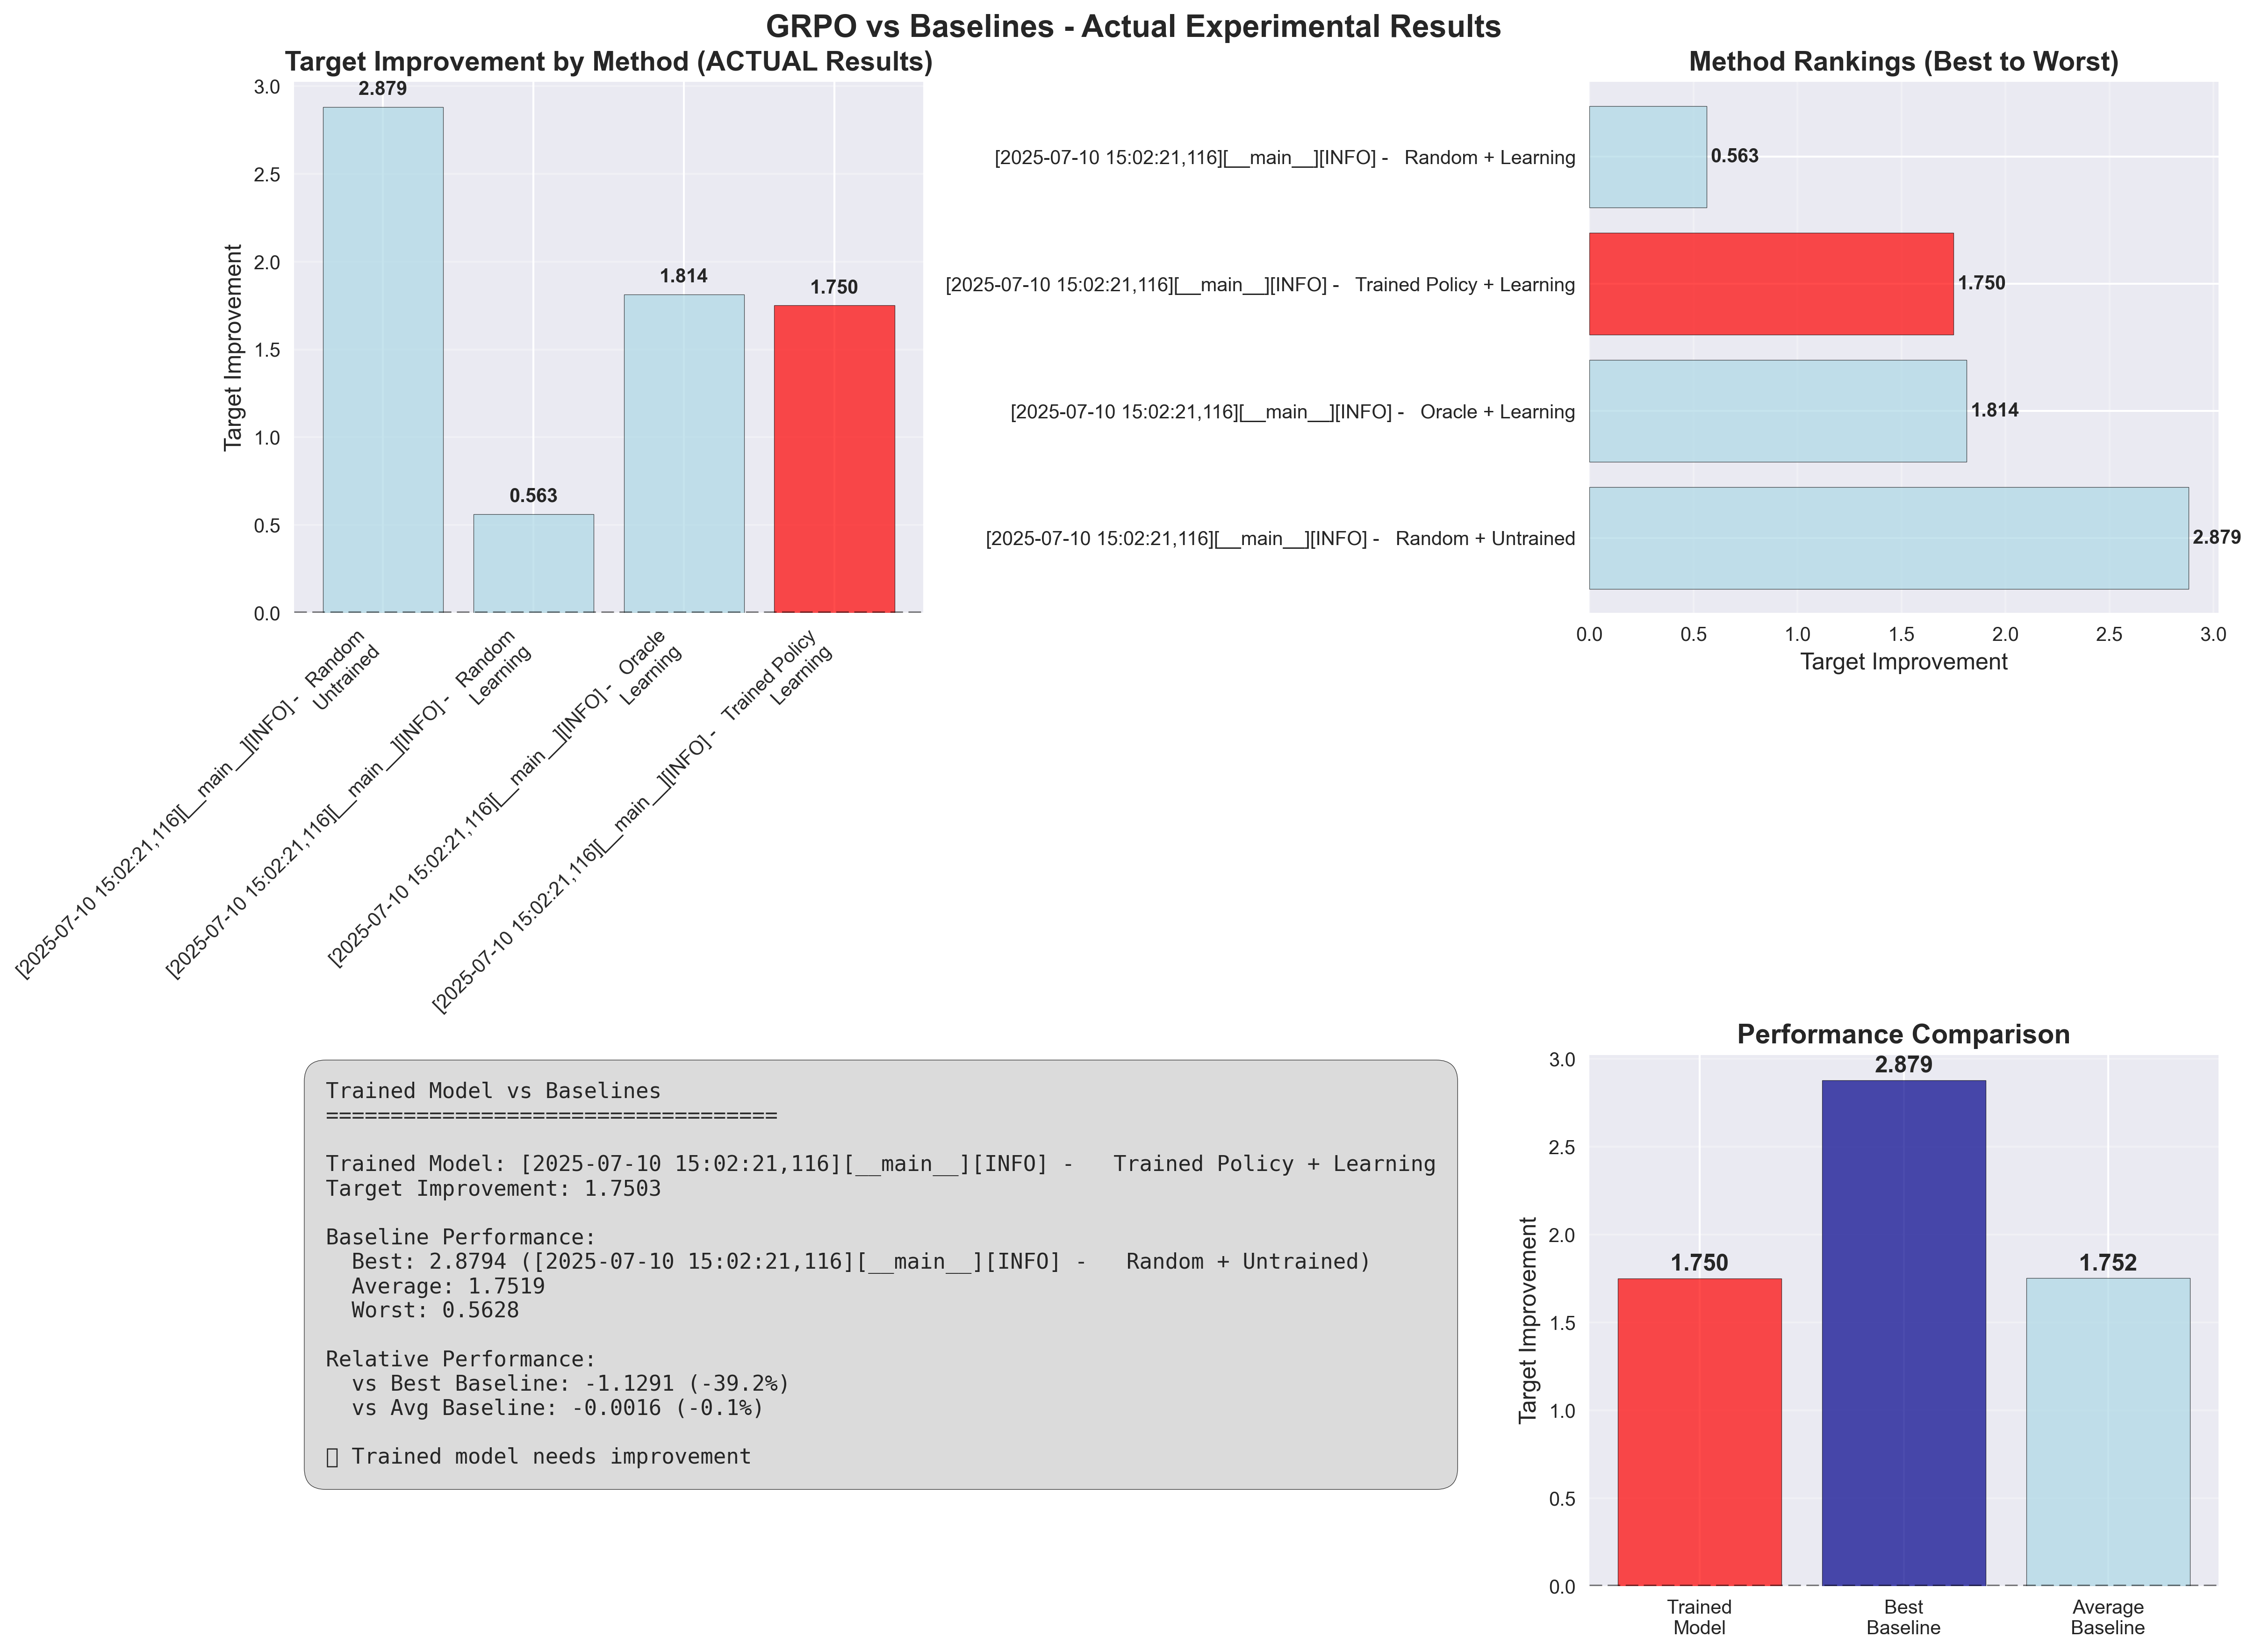 GRPO vs Baselines - Actual Experimental Results
Target Improvement by Method (ACTUAL Results)
Target Improvement
3.0
2.5
2.0
1.5
1.0
0.5
0.0
2.879
0.563
1.814
1.750
[2025-07-10 15:02:21,116][__main__][INFO] -   Random
Untrained
[2025-07-10 15:02:21,116][__main__][INFO] -   Random
Learning
[2025-07-10 15:02:21,116][__main__][INFO] -   Oracle
Learning
[2025-07-10 15:02:21,116][__main__][INFO] -   Trained Policy
Learning
Method Rankings (Best to Worst)
[2025-07-10 15:02:21,116][__main__][INFO] -   Random + Learning
0.563
[2025-07-10 15:02:21,116][__main__][INFO] -   Trained Policy + Learning
1.750
[2025-07-10 15:02:21,116][__main__][INFO] -   Oracle + Learning
1.814
[2025-07-10 15:02:21,116][__main__][INFO] -   Random + Untrained
2.879
0.0 0.5 1.0 1.5 2.0 2.5 3.0
Target Improvement
Trained Model vs Baselines
===================================
Trained Model: [2025-07-10 15:02:21,116][__main__][INFO] -   Trained Policy + Learning
Target Improvement: 1.7503
Baseline Performance:
  Best: 2.8794 ([2025-07-10 15:02:21,116][__main__][INFO] -   Random + Untrained)
  Average: 1.7519
  Worst: 0.5628
Relative Performance:
  vs Best Baseline: -1.1291 (-39.2%)
  vs Avg Baseline: -0.0016 (-0.1%)
Trained model needs improvement
Performance Comparison
Target Improvement
3.0
2.5
2.0
1.5
1.0
0.5
0.0
1.750
2.879
1.752
Trained
Model
Best
Baseline
Average
Baseline